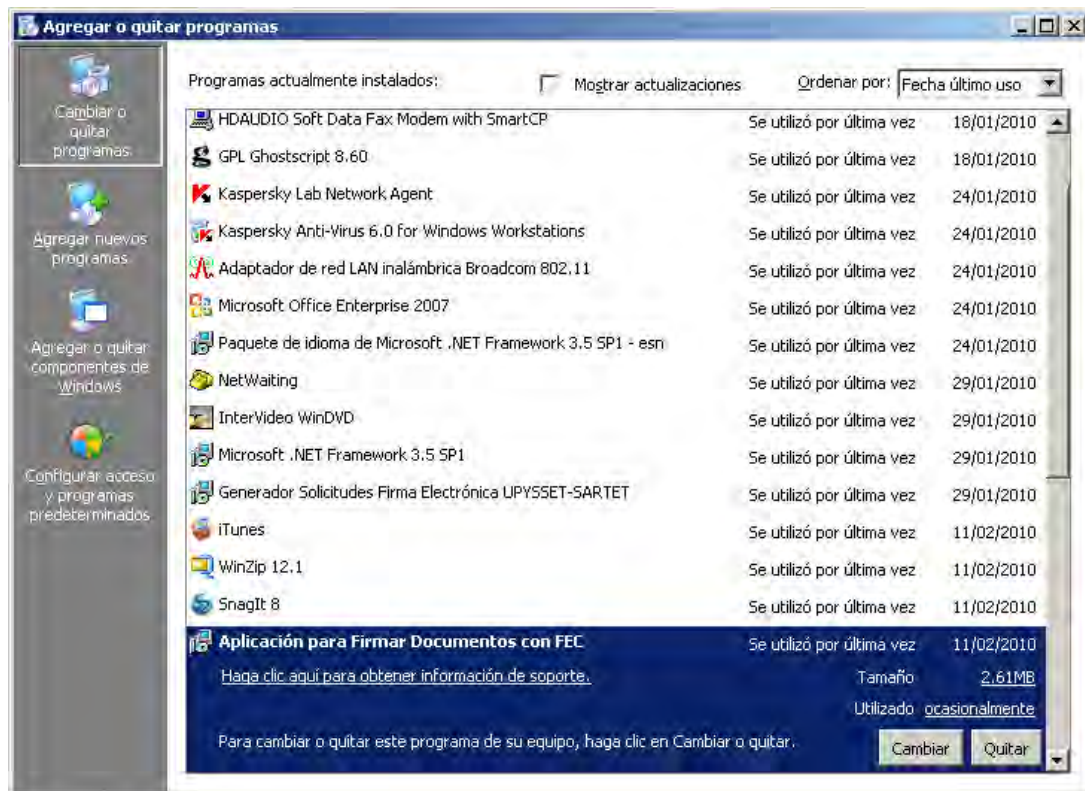 Agregar o quitar programas
Cambiar o
quitar
programas
Agregar nuevos
programas
Agregar o quitar
componentes de
Windows
Configurar acceso
y programas
predeterminados
Programas actualmente instalados: Mostrar actualizaciones Ordenar por: Fecha último uso
HDAUDIO Soft Data Fax Modem with SmartCP Se utilizó por última vez 18/01/2010
GPL Ghostscript 8.60 Se utilizó por última vez 18/01/2010
Kaspersky Lab Network Agent Se utilizó por última vez 24/01/2010
Kaspersky Anti-Virus 6.0 for Windows Workstations Se utilizó por última vez 24/01/2010
Adaptador de red LAN inalámbrica Broadcom 802.11 Se utilizó por última vez 24/01/2010
Microsoft Office Enterprise 2007 Se utilizó por última vez 24/01/2010
Paquete de idioma de Microsoft .NET Framework 3.5 SP1 - esn Se utilizó por última vez 24/01/2010
NetWaiting Se utilizó por última vez 29/01/2010
InterVideo WinDVD Se utilizó por última vez 29/01/2010
Microsoft .NET Framework 3.5 SP1 Se utilizó por última vez 29/01/2010
Generador Solicitudes Firma Electrónica UPYSSET-SARTET Se utilizó por última vez 29/01/2010
iTunes Se utilizó por última vez 11/02/2010
WinZip 12.1 Se utilizó por última vez 11/02/2010
SnagIt 8 Se utilizó por última vez 11/02/2010
Aplicación para Firmar Documentos con FEC Se utilizó por última vez 11/02/2010
Haga clic aquí para obtener información de soporte. Tamaño 2.61MB
Utilizado ocasionalmente
Para cambiar o quitar este programa de su equipo, haga clic en Cambiar o quitar. Cambiar Quitar